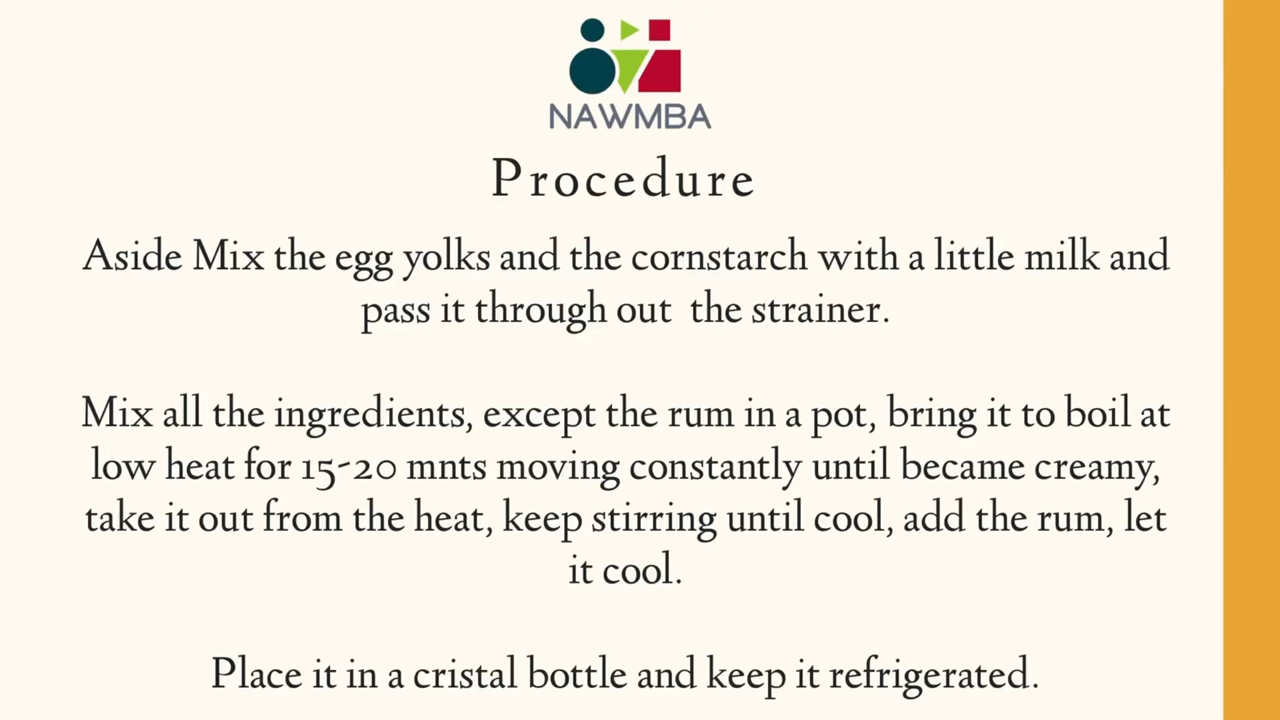 NAWMBA
Procedure
Aside Mix the egg yolks and the cornstarch with a little milk and
pass it through out the strainer.
Mix all the ingredients, except the rum in a pot, bring it to boil at
low heat for 15-20 mnts moving constantly until became creamy,
take it out from the heat, keep stirring until cool, add the rum, let
it cool.
Place it in a cristal bottle and keep it refrigerated.